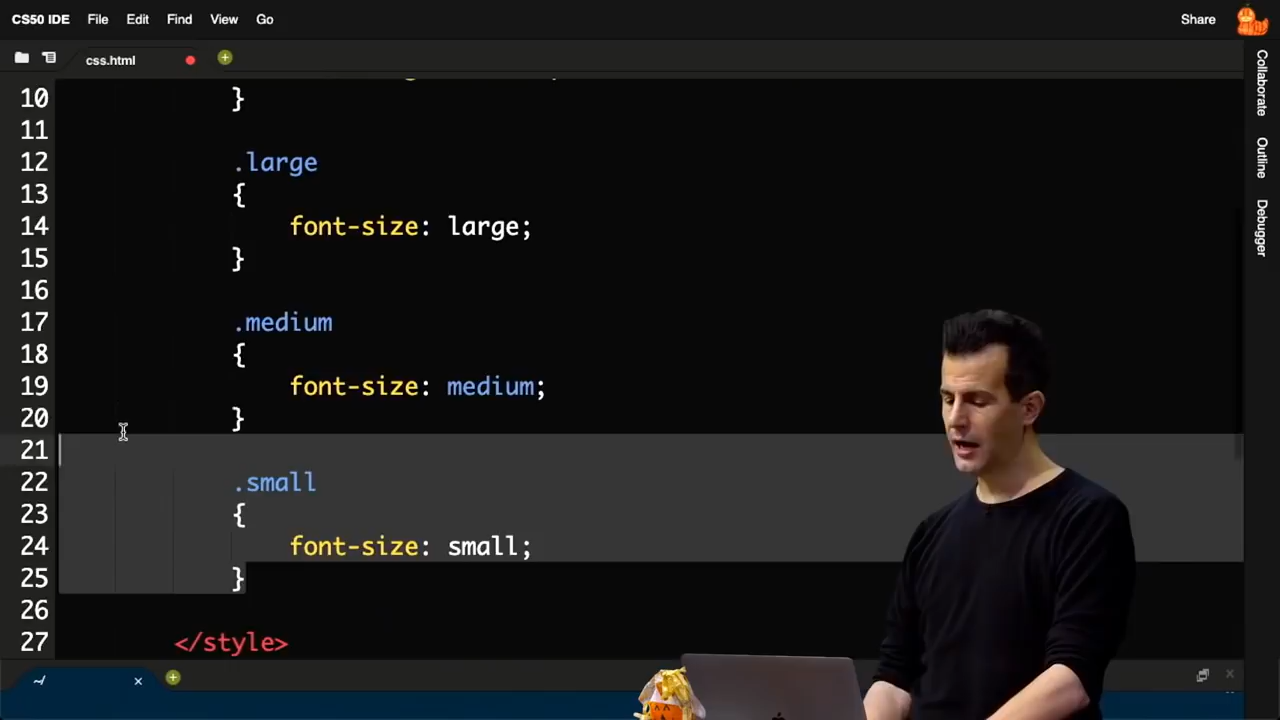 CS50 IDE File Edit Find View Go Share
css.html
10 }
11
12 .large
13 {
14 font-size: large;
15 }
16
17 .medium
18 {
19 font-size: medium;
20 }
21
22 .small
23 {
24 font-size: small;
25 }
26
27 </style>
~/
Collaborate
Outline
Debugger